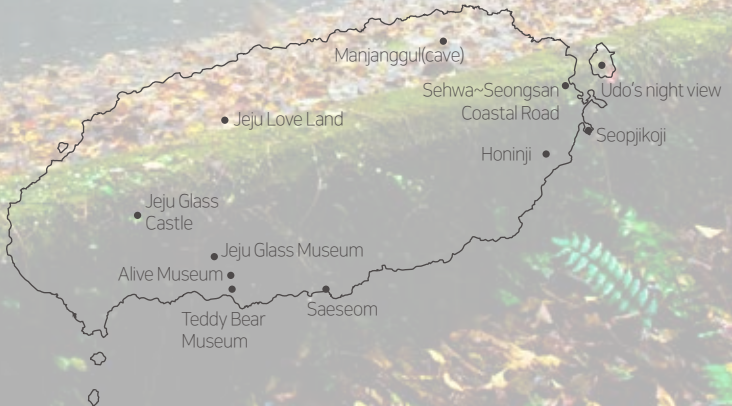 Manjanggul(cave)
Sehwa~Seongsan
Coastal Road
Udo's night view
Jeju Love Land
Seopjikoji
Honinji
Jeju Glass
Castle
Jeju Glass Museum
Alive Museum
Teddy Bear
Museum
Saeseom